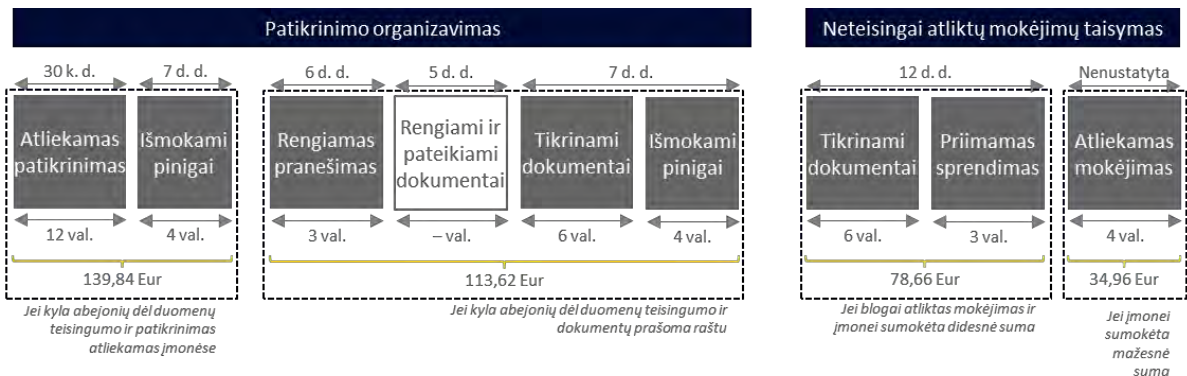 Patikrinimo organizavimas
30 k. d.
7 d. d.
Atliekamas
patikrinimas
Išmokami
pinigai
12 val.
4 val.
139,84 Eur
Jei kyla abejonių dėl duomenų
teisingumo ir patikrinimas
atliekamas įmonėse
6 d. d.
5 d. d.
7 d. d.
Rengiamas
pranešimas
Rengiami ir
pateikiami
dokumentai
Tikrinami
dokumentai
Išmokami
pinigai
3 val.
– val.
6 val.
4 val.
113,62 Eur
Jei kyla abejonių dėl duomenų teisingumo ir
dokumentų prašoma raštu
Neteisingai atliktų mokėjimų taisymas
12 d. d.
Nenustatyta
Tikrinami
dokumentai
Priimamas
sprendimas
Atliekamas
mokėjimas
6 val.
3 val.
4 val.
78,66 Eur
34,96 Eur
Jei blogai atliktas mokėjimas ir
įmonei sumokėta didesnė suma
Jei įmonei
sumokėta
mažesnė
suma